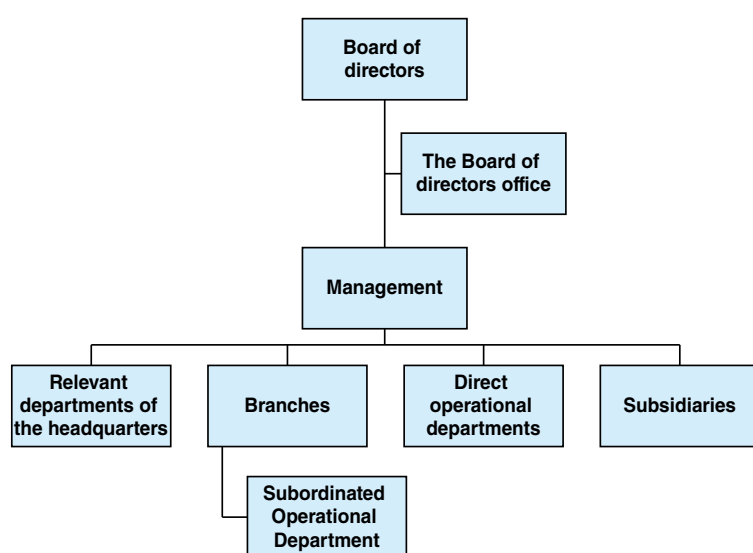 Board of
directors
The Board of
directors office
Management
Relevant
departments of
the headquarters
Branches
Direct
operational
departments
Subsidiaries
Subordinated
Operational
Department